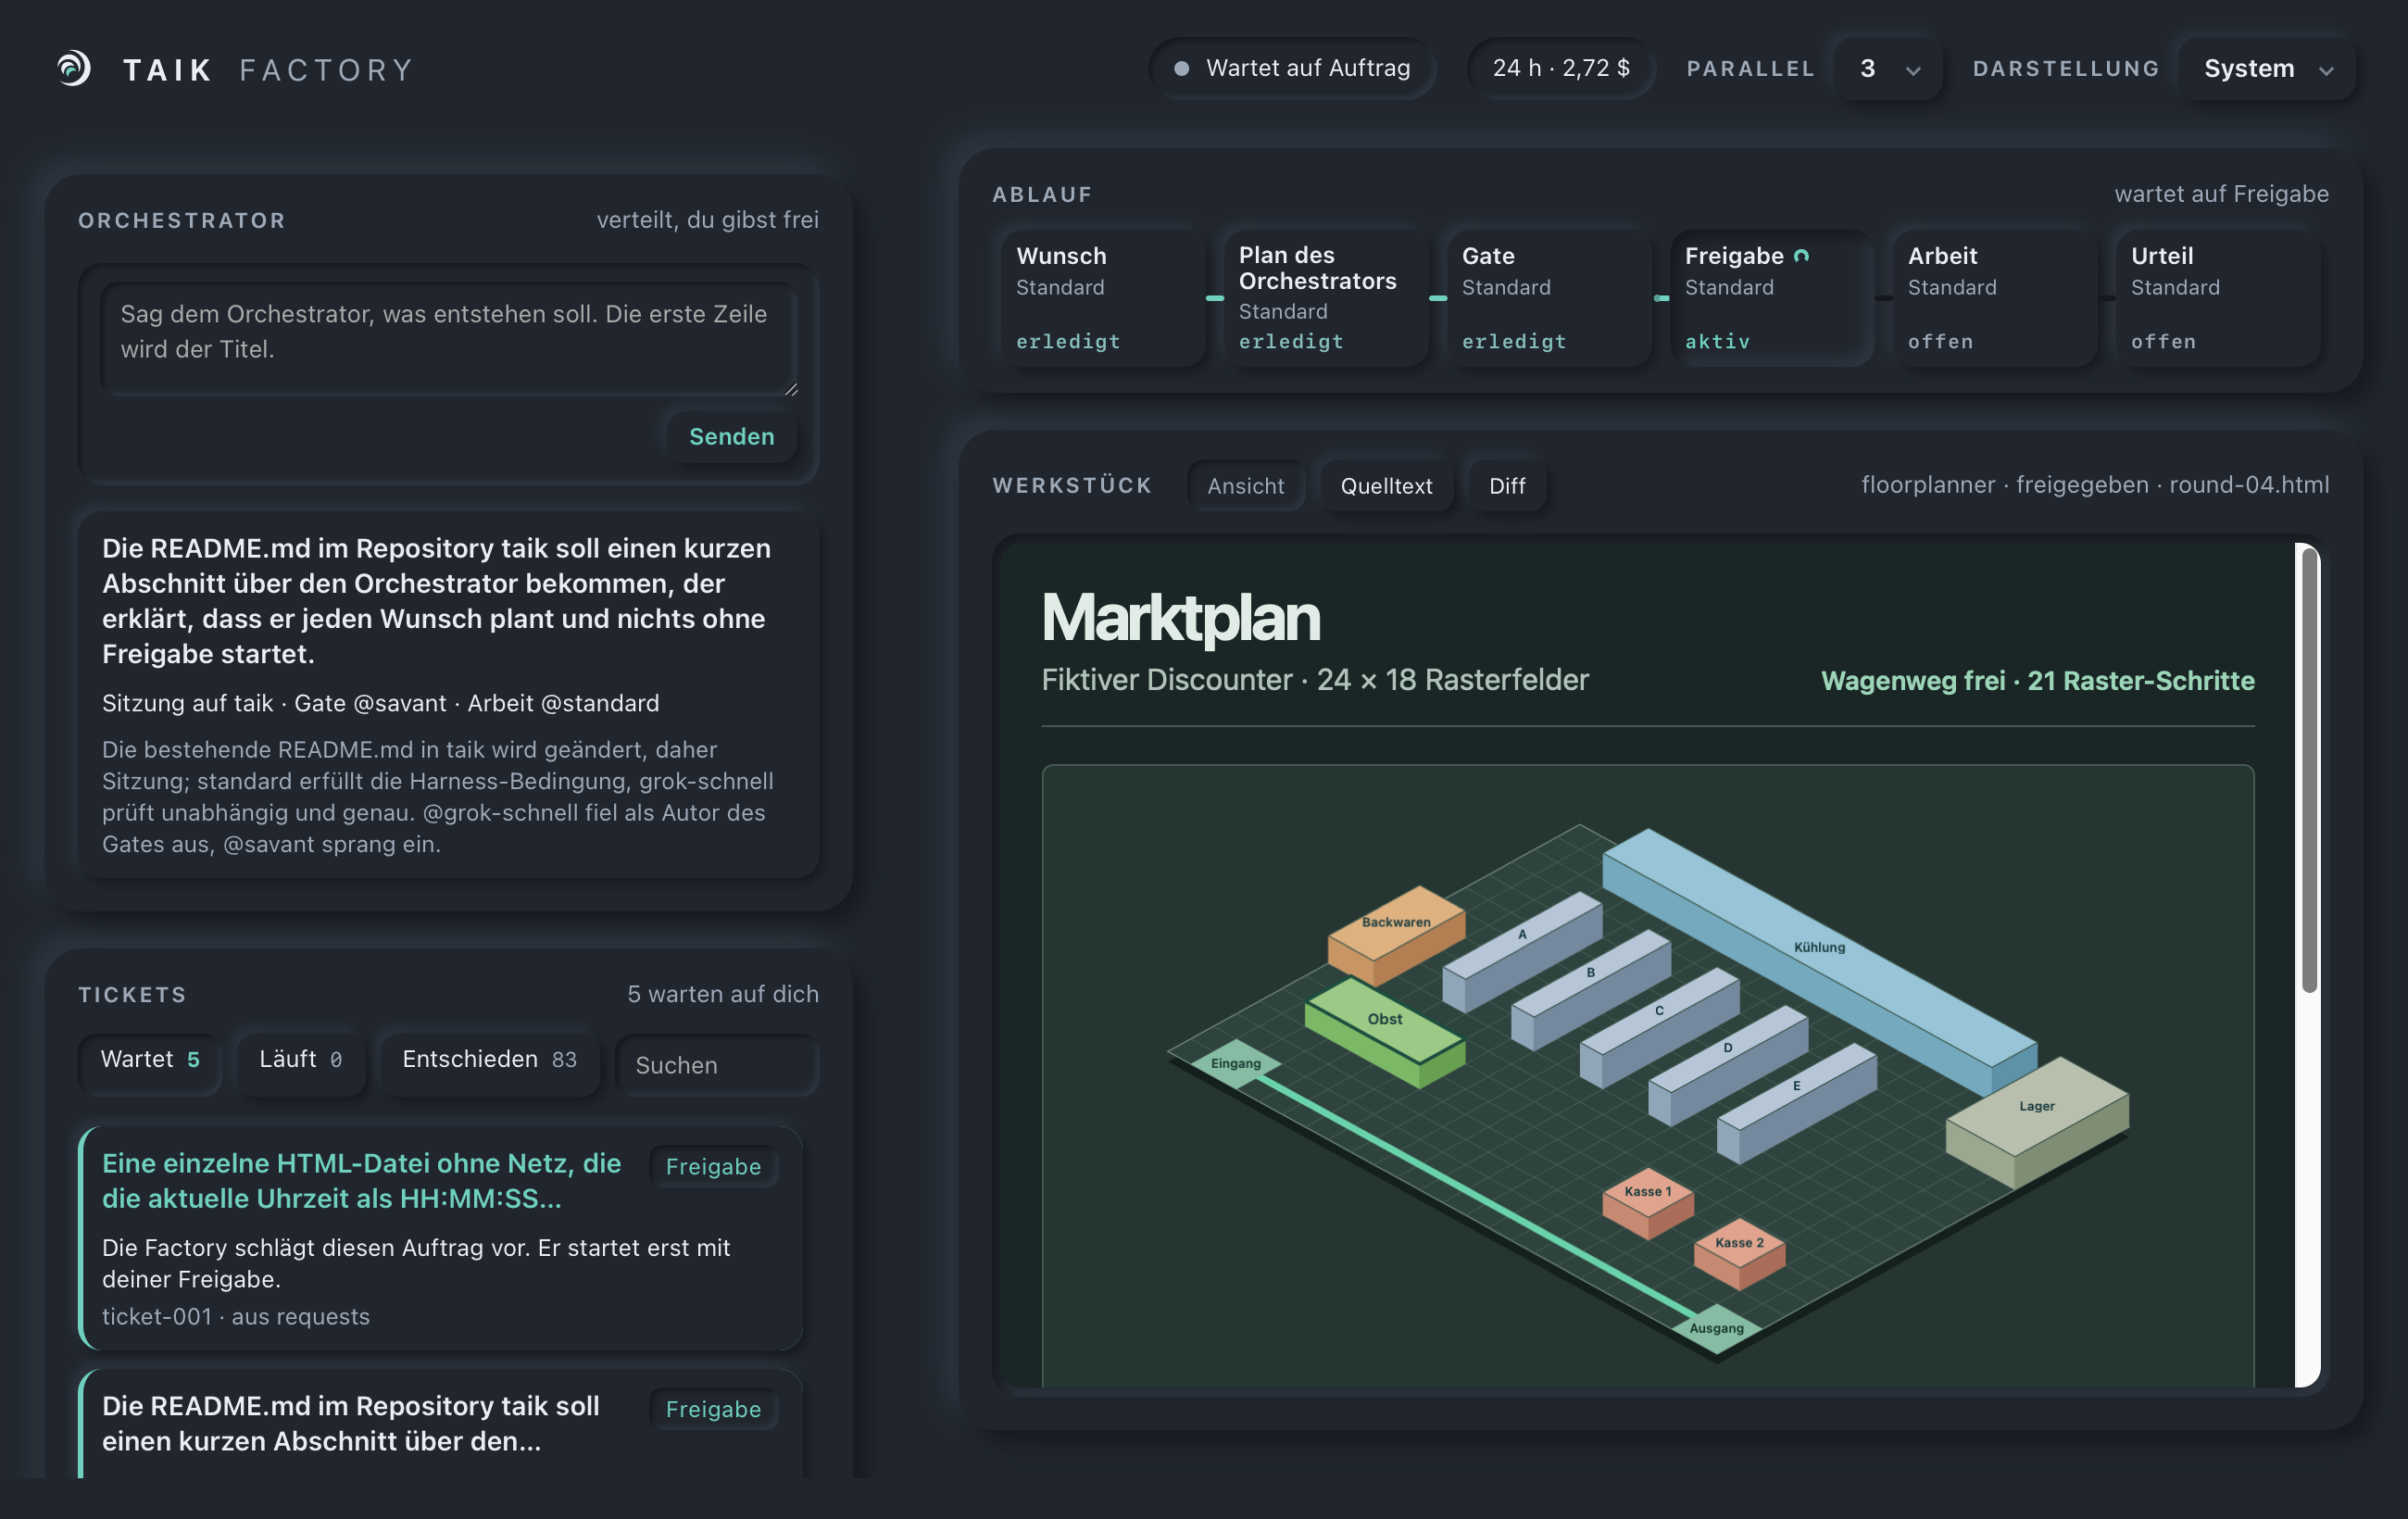 TAIK FACTORY
Wartet auf Auftrag
24 h · 2,72 $
PARALLEL 3
DARSTELLUNG System
ORCHESTRATOR
verteilt, du gibst frei
Sag dem Orchestrator, was entstehen soll. Die erste Zeile
wird der Titel.
Senden
Die README.md im Repository taik soll einen kurzen
Abschnitt über den Orchestrator bekommen, der
erklärt, dass er jeden Wunsch plant und nichts ohne
Freigabe startet.
Sitzung auf taik · Gate @savant · Arbeit @standard
Die bestehende README.md in taik wird geändert, daher
Sitzung; standard erfüllt die Harness-Bedingung, grok-schnell
prüft unabhängig und genau. @grok-schnell fiel als Autor des
Gates aus, @savant sprang ein.
TICKETS
5 warten auf dich
Wartet 5
Läuft 0
Entschieden 83
Suchen
Eine einzelne HTML-Datei ohne Netz, die
die aktuelle Uhrzeit als HH:MM:SS...
Freigabe
Die Factory schlägt diesen Auftrag vor. Er startet erst mit
deiner Freigabe.
ticket-001 · aus requests
Die README.md im Repository taik soll
einen kurzen Abschnitt über den...
Freigabe
ABLAUF
wartet auf Freigabe
Wunsch
Standard
erledigt
Plan des
Orchestrators
Standard
erledigt
Gate
Standard
erledigt
Freigabe
Standard
aktiv
Arbeit
Standard
offen
Urteil
Standard
offen
WERKSTÜCK
Ansicht
Quelltext
Diff
floorplanner · freigegeben · round-04.html
Marktplan
Fiktiver Discounter · 24 × 18 Rasterfelder
Wagenweg frei · 21 Raster-Schritte
Backwaren
A
Kühlung
B
C
Obst
D
Eingang
E
Lager
Kasse 1
Kasse 2
Ausgang